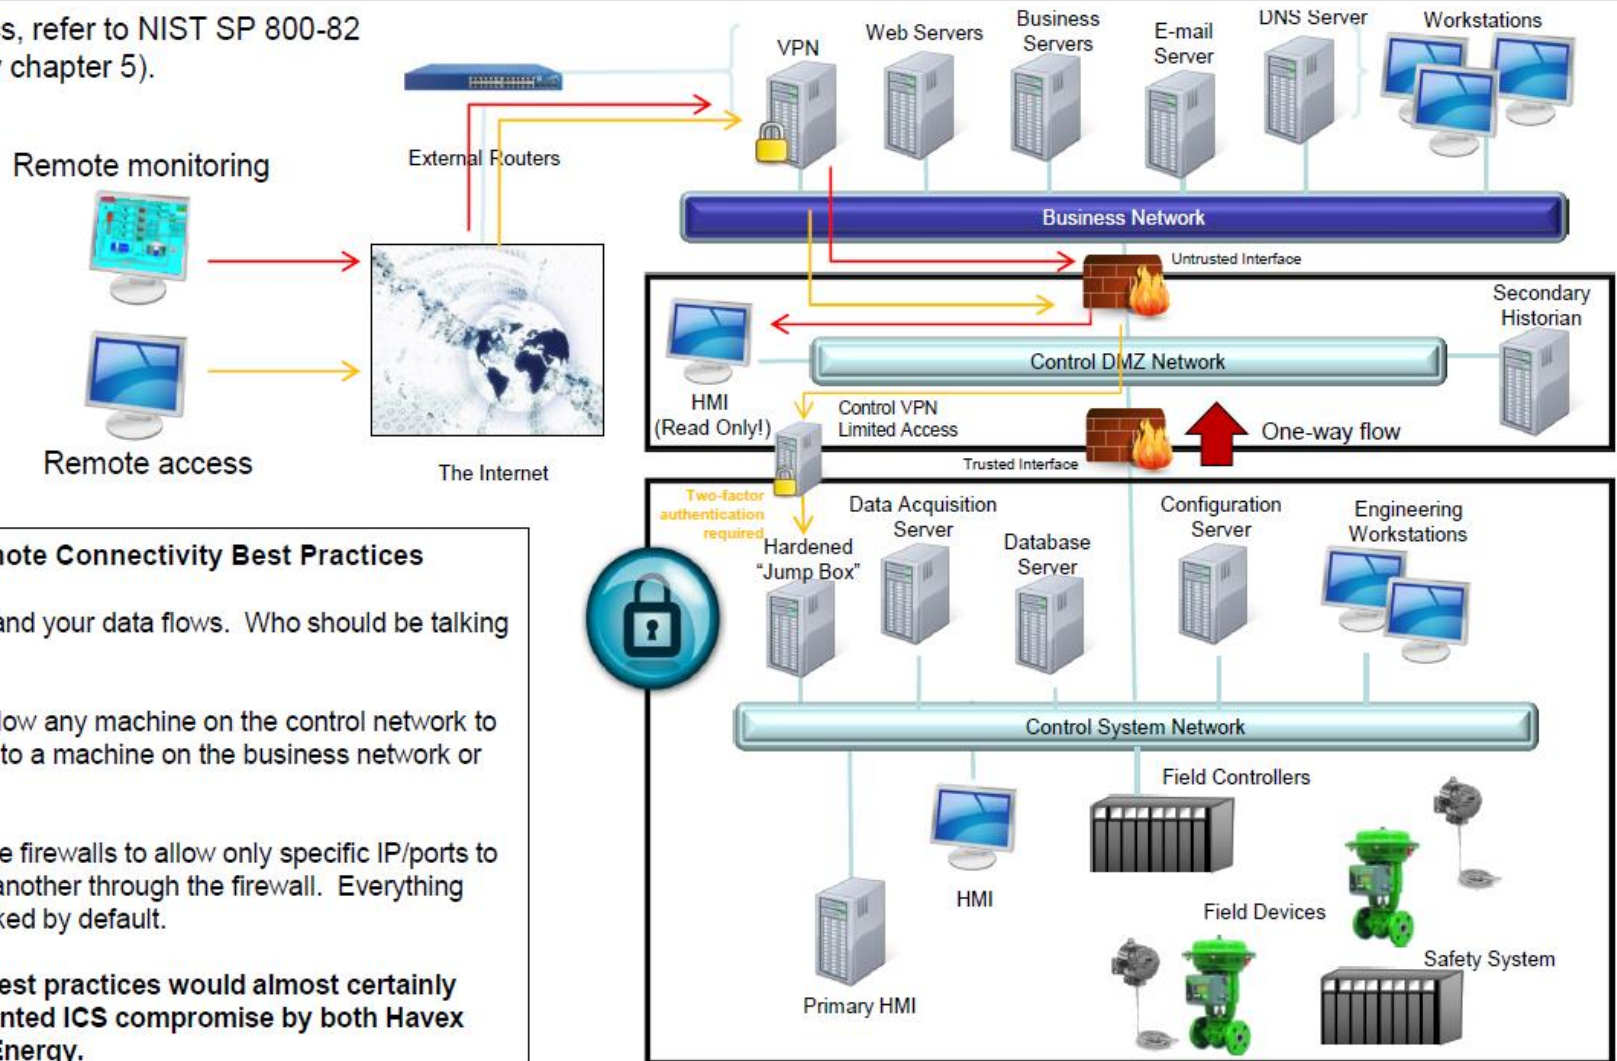 s, refer to NIST SP 800-82
chapter 5).
Remote monitoring
Remote access
External Routers
The Internet
VPN
Web Servers
Business
Servers
E-mail
Server
DNS Server
Workstations
Business Network
Untrusted Interface
Secondary
Historian
Control DMZ Network
HMI
(Read Only!)
Control VPN
Limited Access
One-way flow
Trusted Interface
Two-factor
authentication
required
Hardened
“Jump Box”
Data Acquisition
Server
Database
Server
Configuration
Server
Engineering
Workstations
Control System Network
Field Controllers
HMI
Primary HMI
Field Devices
Safety System
note Connectivity Best Practices
and your data flows. Who should be talking
low any machine on the control network to
to a machine on the business network or
e firewalls to allow only specific IP/ports to
another through the firewall. Everything
ked by default.
est practices would almost certainly
nted ICS compromise by both Havex
Energy.